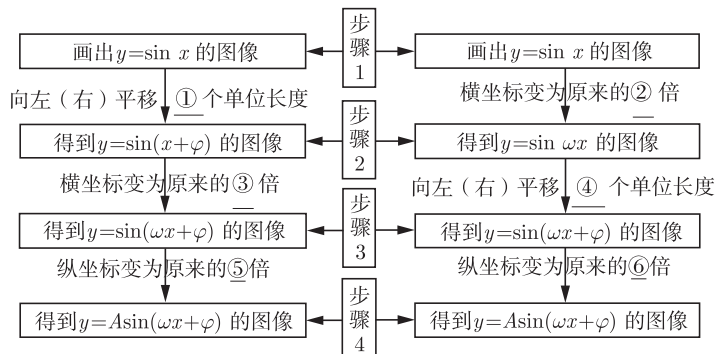 步骤1
画出y=sin x 的图像
画出y=sin x 的图像
向左（右）平移 ① 个单位长度
横坐标变为原来的② 倍
步骤2
得到y=sin(x+φ) 的图像
得到y=sin ωx 的图像
横坐标变为原来的③ 倍
向左（右）平移 ④ 个单位长度
步骤3
得到y=sin(ωx+φ) 的图像
得到y=sin(ωx+φ) 的图像
纵坐标变为原来的⑤倍
纵坐标变为原来的⑥倍
步骤4
得到y=Asin(ωx+φ) 的图像
得到y=Asin(ωx+φ) 的图像